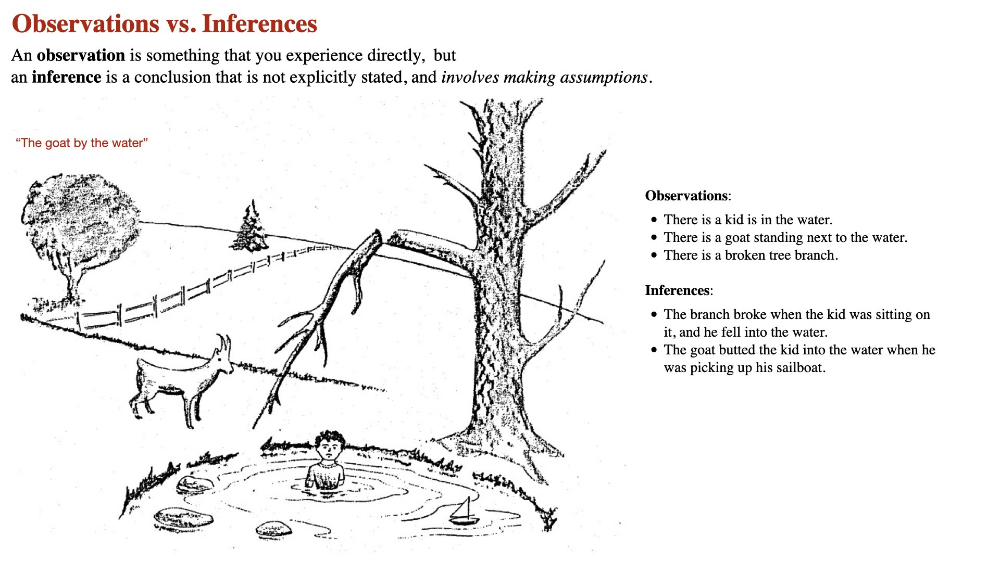 Observations vs. Inferences
An observation is something that you experience directly, but
an inference is a conclusion that is not explicitly stated, and involves making assumptions.
“The goat by the water”
Observations:
• There is a kid is in the water.
• There is a goat standing next to the water.
• There is a broken tree branch.
Inferences:
• The branch broke when the kid was sitting on
it, and he fell into the water.
• The goat butted the kid into the water when he
was picking up his sailboat.